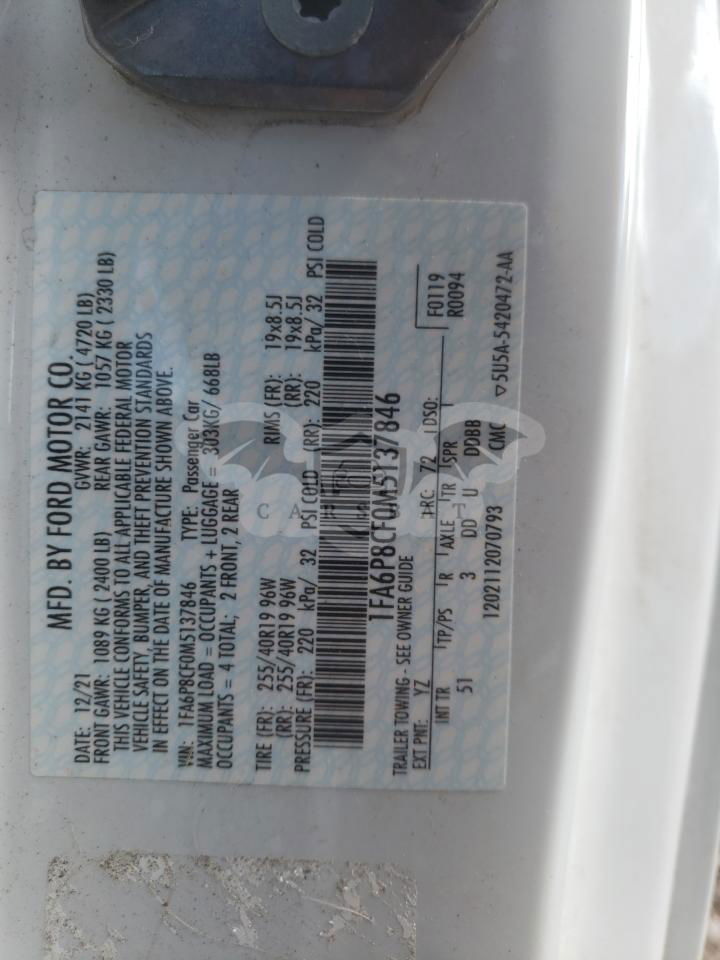 MFD. BY FORD MOTOR CO.
DATE: 12/21 GVWR: 2141 KG ( 4720 LB)
FRONT GAWR: 1089 KG ( 2400 LB) REAR GAWR: 1057 KG ( 2330 LB)
THIS VEHICLE CONFORMS TO ALL APPLICABLE FEDERAL MOTOR
VEHICLE SAFETY, BUMPER, AND THEFT PREVENTION STANDARDS
IN EFFECT ON THE DATE OF MANUFACTURE SHOWN ABOVE.
VIN: 1FA6P8CF0M5137846 TYPE: Passenger Car
MAXIMUM LOAD = OCCUPANTS + LUGGAGE = 303KG/ 668LB
OCCUPANTS = 4 TOTAL; 2 FRONT, 2 REAR
TIRE (FR): 255/40R19 96W RIMS (FR): 19x8.5J
(RR): 255/40R19 96W (RR): 19x8.5J
PRESSURE (FR): 220 kPa/ 32 PSI COLD (RR): 220 kPa/ 32 PSI COLD
1FA6P8CF0M5137846
TRAILER TOWING - SEE OWNER GUIDE
EXT PNT: YZ RC: 72 DSO: F0119
INT TR TP/PS R AXLE TR SPR R0094
51 3 DD U DDBB
1202112070793 CMC ▽5U5A-5420472-AA